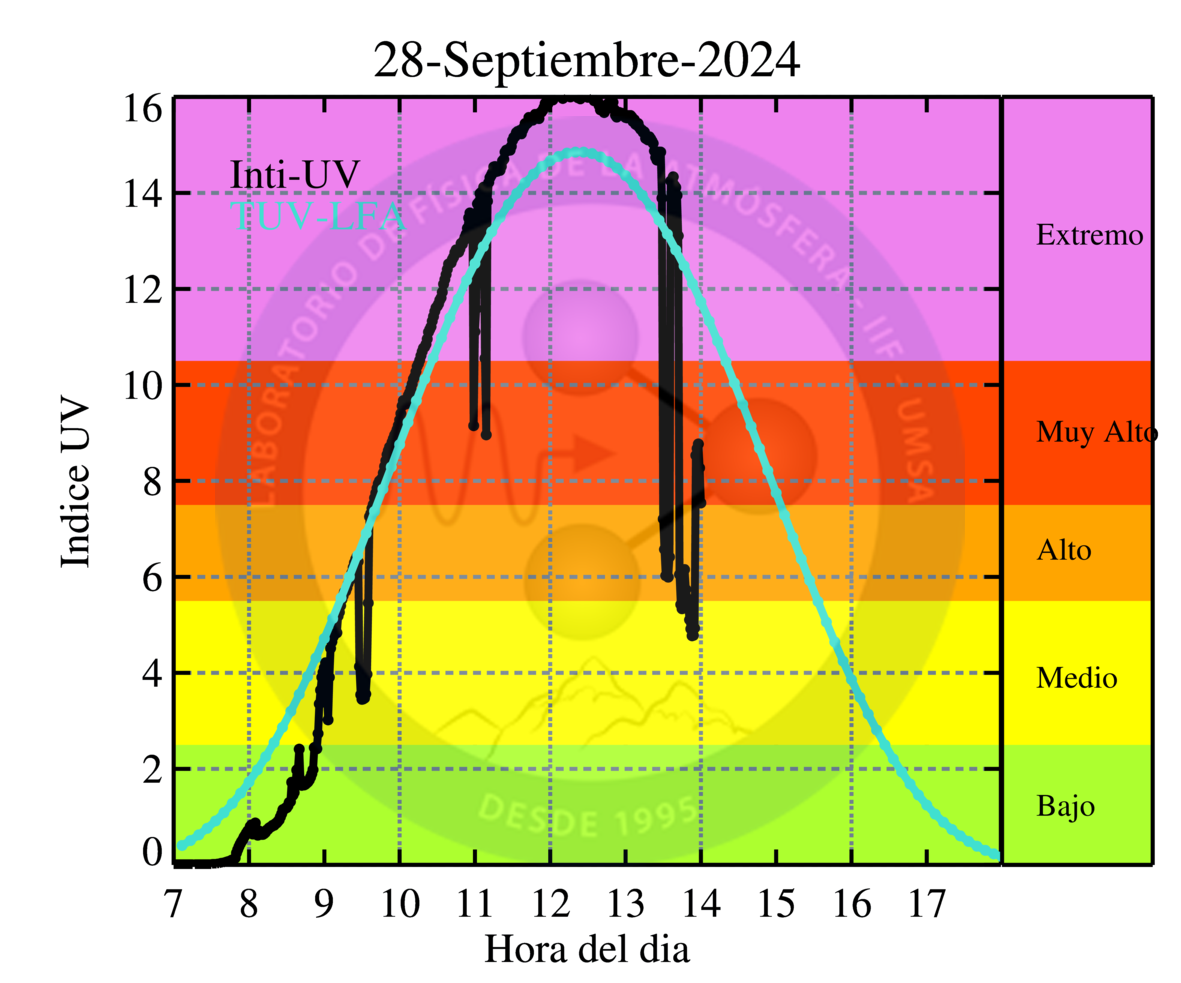 28-Septiembre-2024
16
14
12
10
8
6
4
2
0
Indice UV
Inti-UV
TUV-LFA
LABORATORIO DE FÍSICA DE LA ATMÓSFERA - IIF - UMSA
DESDE 1995
Extremo
Muy Alto
Alto
Medio
Bajo
7 8 9 10 11 12 13 14 15 16 17
Hora del dia